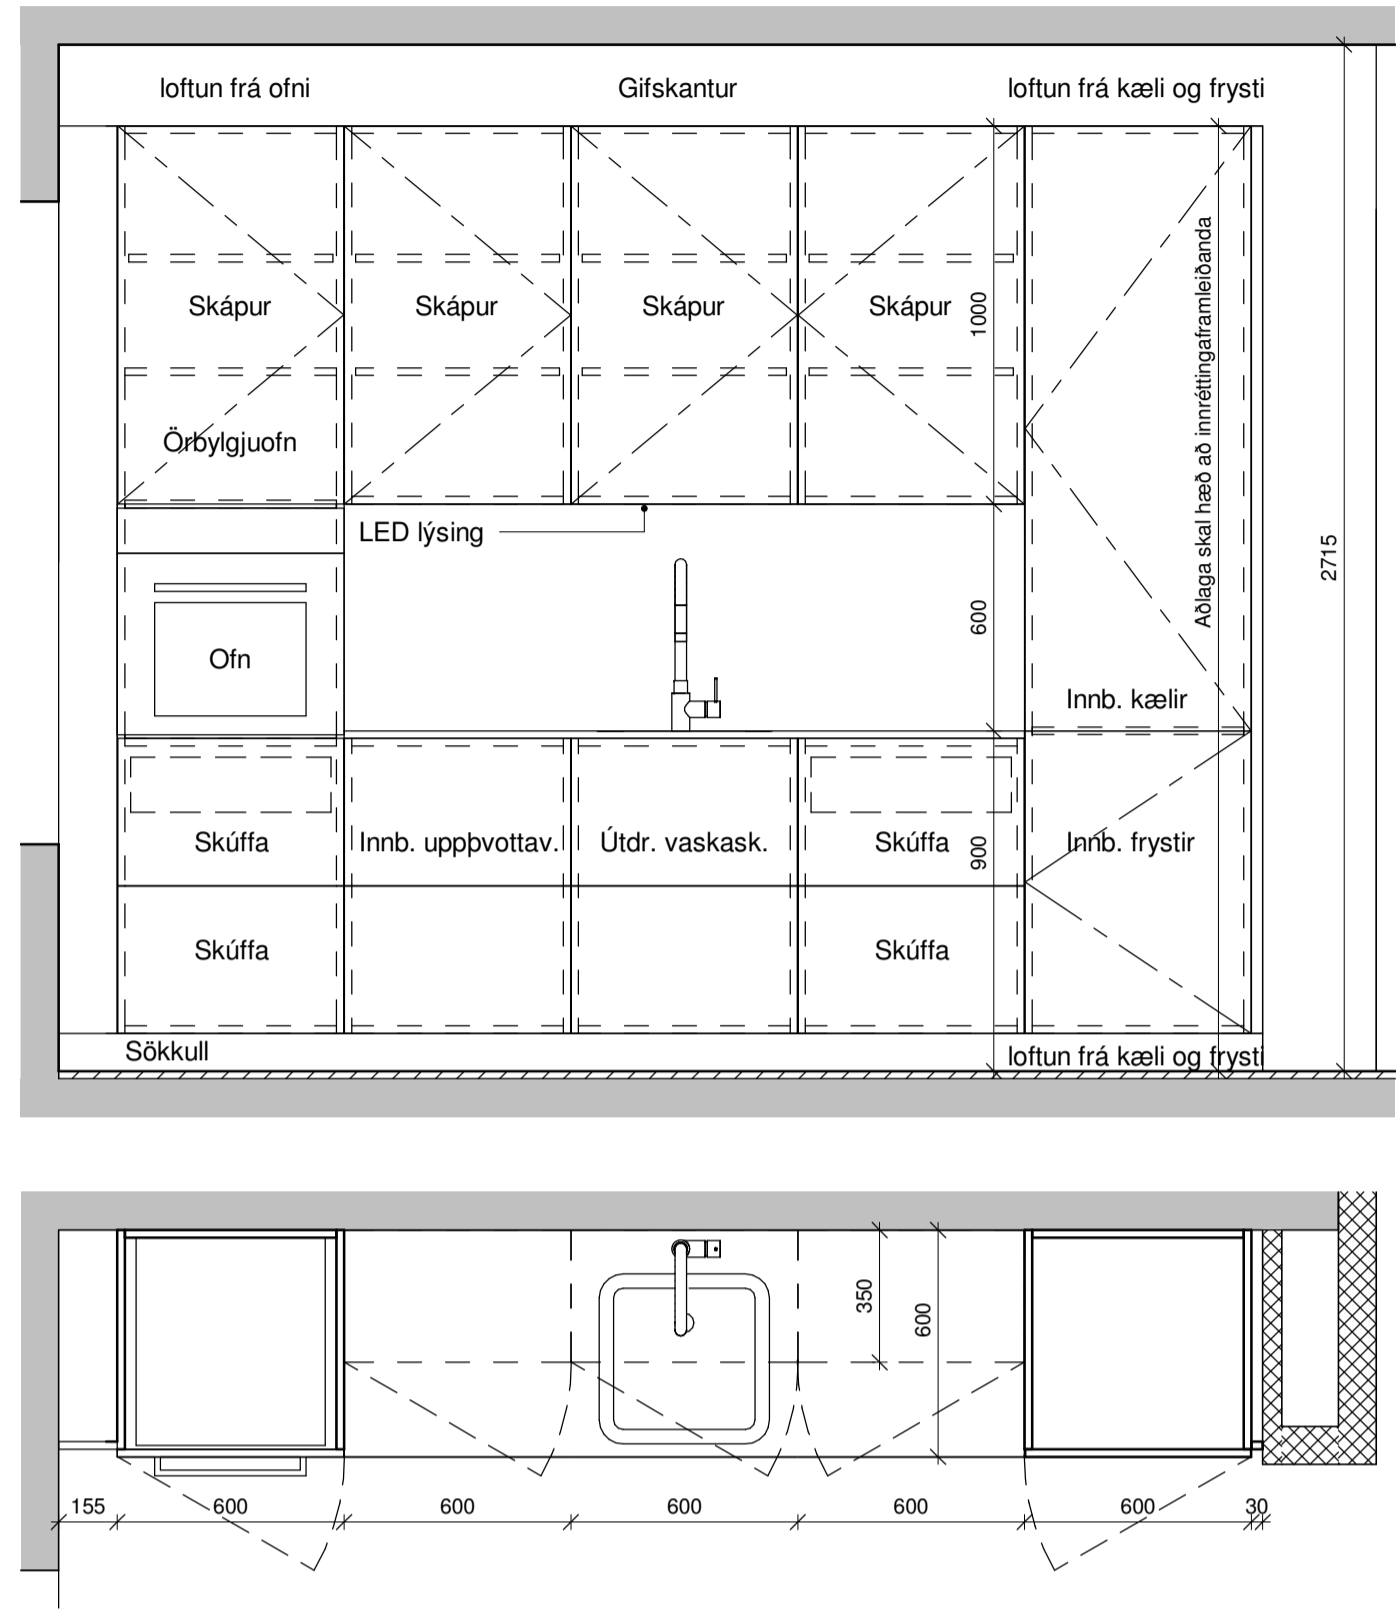 loftun frá ofni
Gifskantur
loftun frá kæli og frysti
Skápur
Skápur
Skápur
Skápur
1000
Aðlaga skal hæð að innréttingaframleiðanda
Örbylgjuofn
LED lýsing
2715
600
Ofn
Innb. kælir
Skúffa
Innb. uppþvottav.
Útdr. vaskask.
Skúffa
900
Innb. frystir
Skúffa
Skúffa
Sökkull
loftun frá kæli og frysti
350
600
155
600
600
600
600
600
30